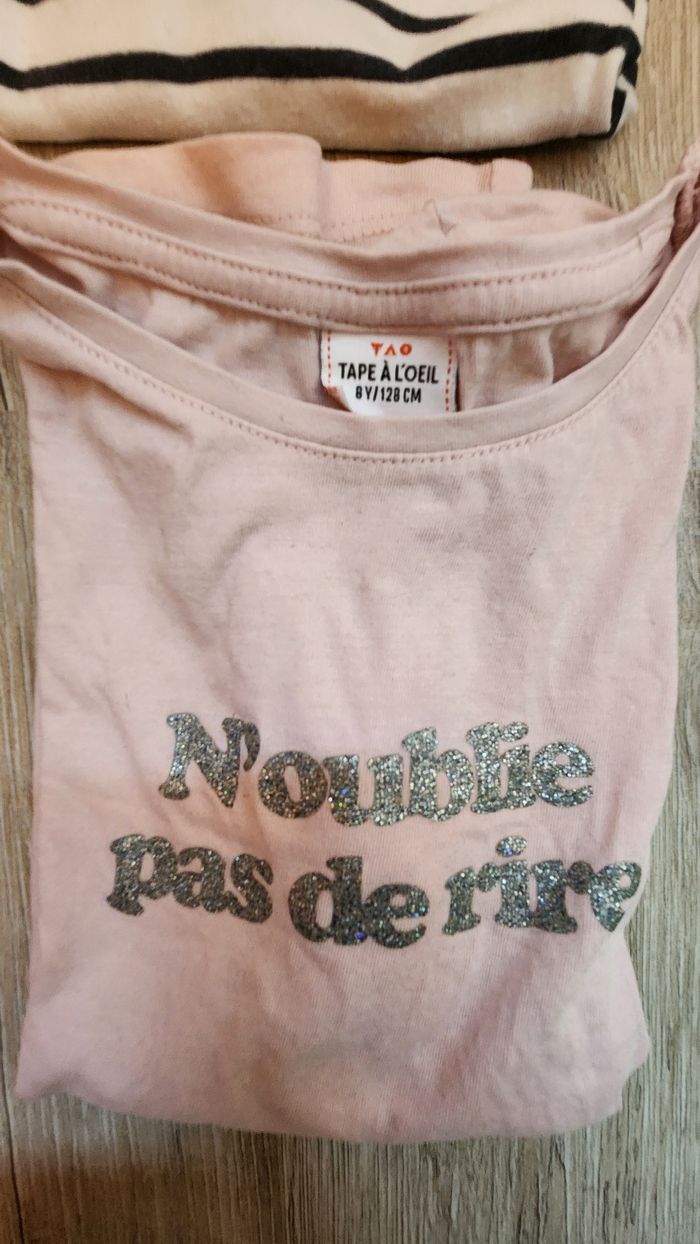 TAO
TAPE À L'OEIL
8Y/128 CM
N'oublie
pas de rire